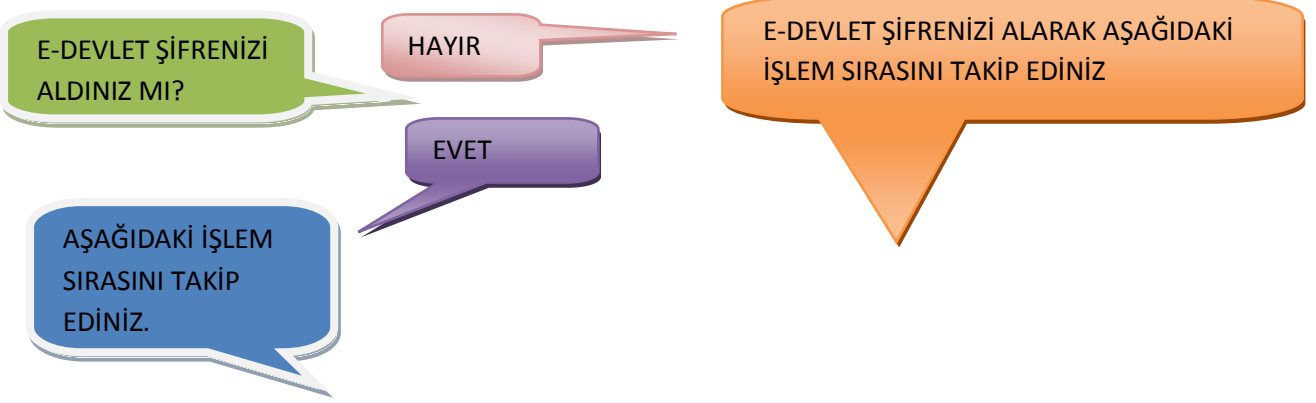 E-DEVLET ŞİFRENİZİ
ALDINIZ MI?
HAYIR
E-DEVLET ŞİFRENİZİ ALARAK AŞAĞIDAKİ
İŞLEM SIRASINI TAKİP EDİNİZ
EVET
AŞAĞIDAKİ İŞLEM
SIRASINI TAKİP
EDİNİZ.